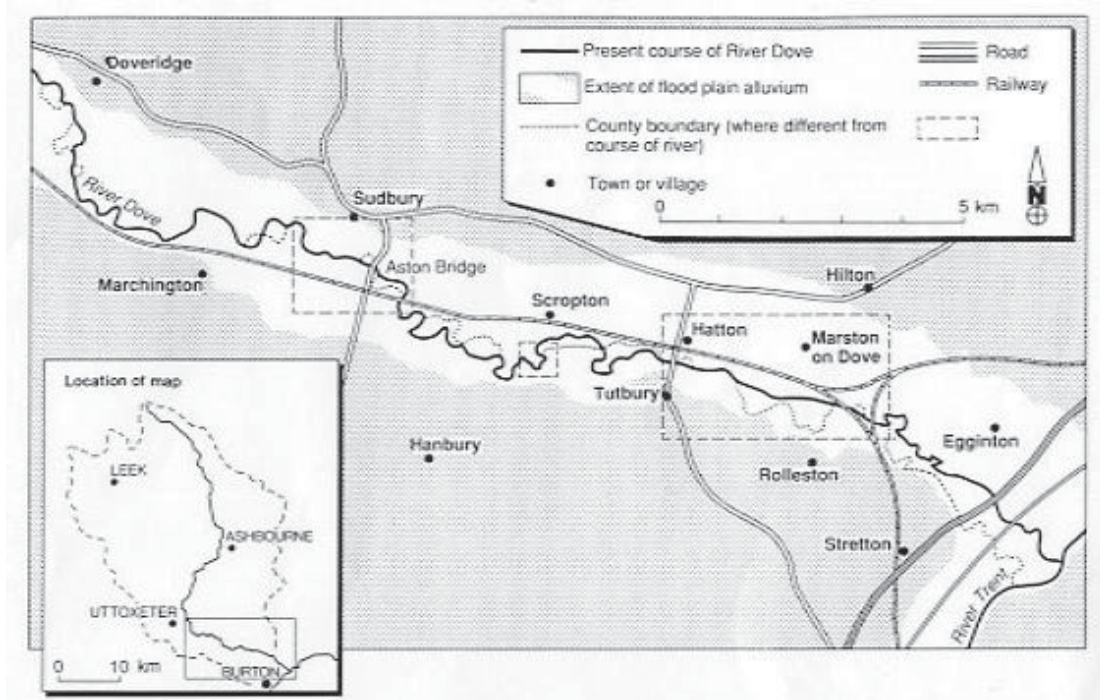 Doveridge
Present course of River Dove
Road
Extent of flood plain alluvium
Railway
County boundary (where different from
course of river)
Town or village
0
5 km
N
River Dove
Sudbury
Aston Bridge
Marchington
Hilton
Scropton
Hatton
Marston
on Dove
Tutbury
Location of map
Hanbury
Egginton
Rolleston
LEEK
ASHBOURNE
Stretton
UTTOXETER
River Trent
0
10 km
BURTON